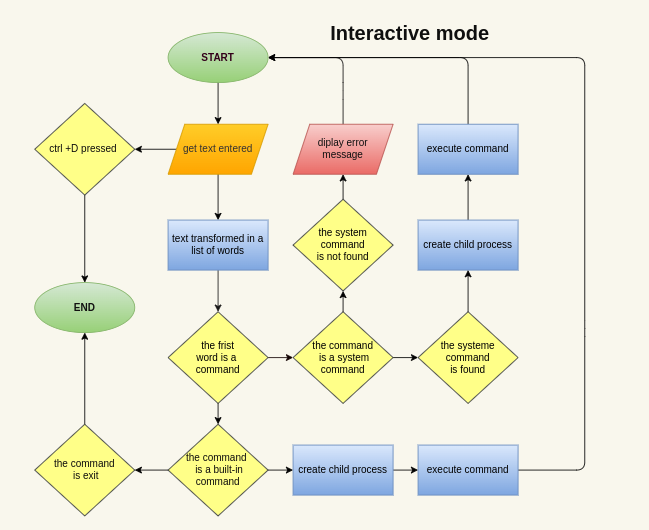 Interactive mode
START
ctrl +D pressed
get text entered
diplay error
message
execute command
text transformed in a
list of words
the system
command
is not found
create child process
END
the frist
word is a
command
the command
is a system
command
the systeme
command
is found
the command
is exit
the command
is a built-in
command
create child process
execute command